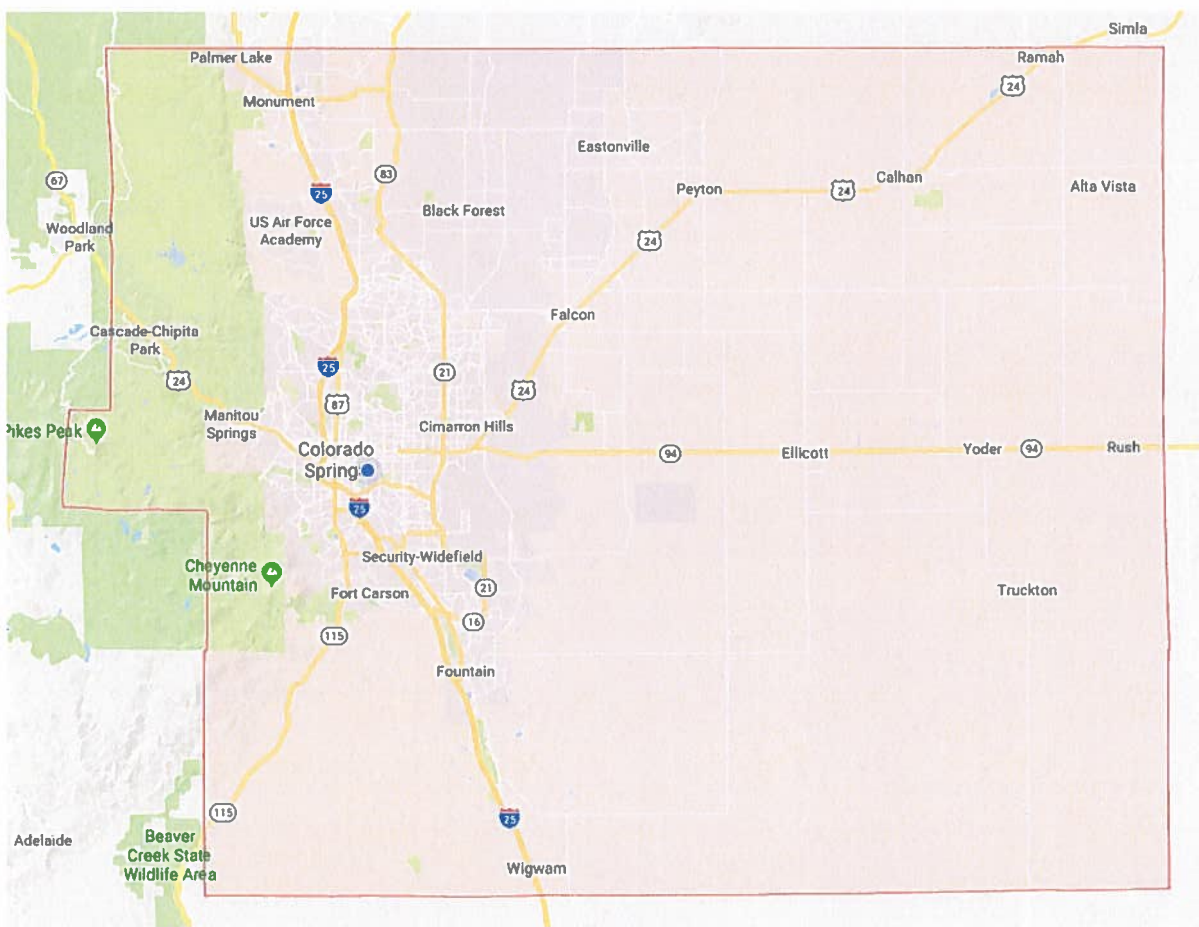 Simla
Palmer Lake
Ramah
24
Monument
Eastonville
83
67
Calhan
Peyton
24
Alta Vista
25
Black Forest
US Air Force
Academy
Woodland
Park
24
Falcon
Cascade-Chipita
Park
25
21
24
24
87
Manitou
Springs
Cimarron Hills
Pikes Peak
Colorado
Springs
94
Ellicott
Yoder
94
Rush
25
Security-Widefield
Cheyenne
Mountain
21
Fort Carson
Truckton
16
115
Fountain
115
25
Adelaide
Beaver
Creek State
Wildlife Area
Wigwam